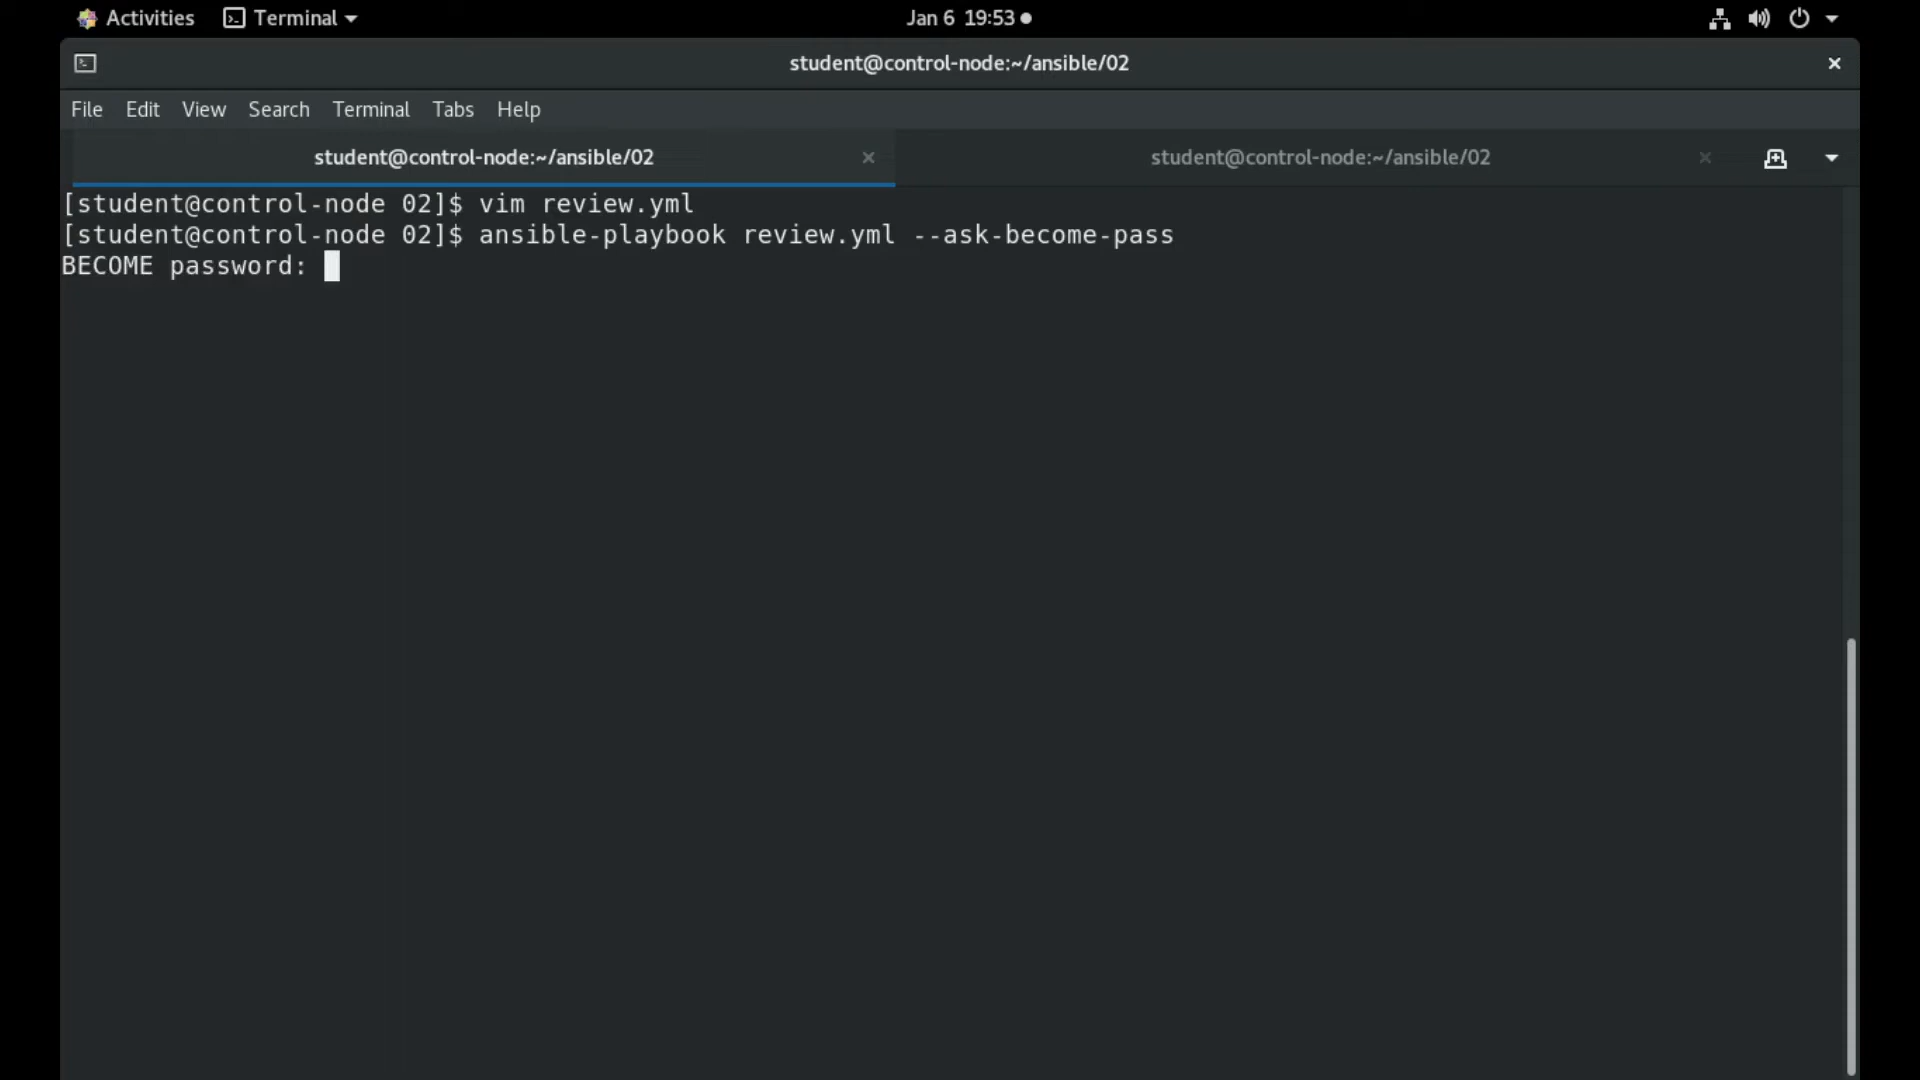 Activities Terminal Jan 6 19:53
student@control-node:~/ansible/02
File Edit View Search Terminal Tabs Help
student@control-node:~/ansible/02 student@control-node:~/ansible/02
[student@control-node 02]$ vim review.yml
[student@control-node 02]$ ansible-playbook review.yml --ask-become-pass
BECOME password: